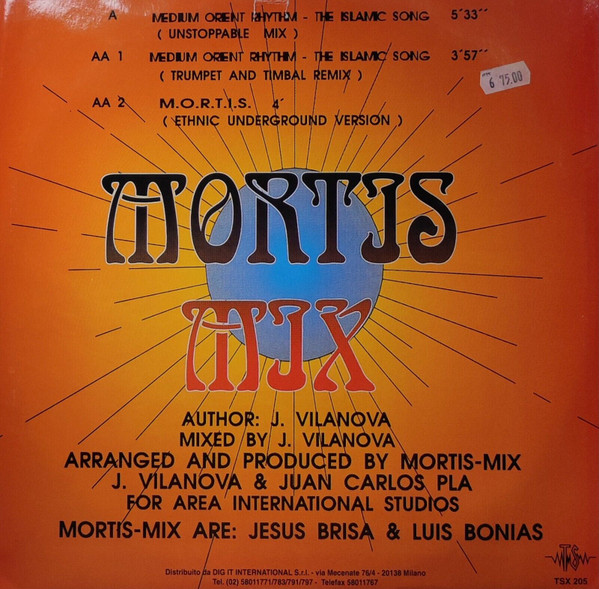 A MEDIUM ORIENT RHYTHM - THE ISLAMIC SONG 5´33´´
( UNSTOPPABLE MIX )
AA 1 MEDIUM ORIENT RHYTHM - THE ISLAMIC SONG 3´57´´
( TRUMPET AND TIMBAL REMIX )
AA 2 M.O.R.T.I.S. 4´
( ETHNIC UNDERGROUND VERSION )
MORTIS
MIX
AUTHOR: J. VILANOVA
MIXED BY J. VILANOVA
ARRANGED AND PRODUCED BY MORTIS-MIX
J. VILANOVA & JUAN CARLOS PLA
FOR AREA INTERNATIONAL STUDIOS
MORTIS-MIX ARE: JESUS BRISA & LUIS BONIAS
Distribuito da DIG IT INTERNATIONAL S.r.l. - via Mecenate 76/4 - 20138 Milano
Tel. (02) 58011771/783/791/797 - Telefax 58011767
TSX 205